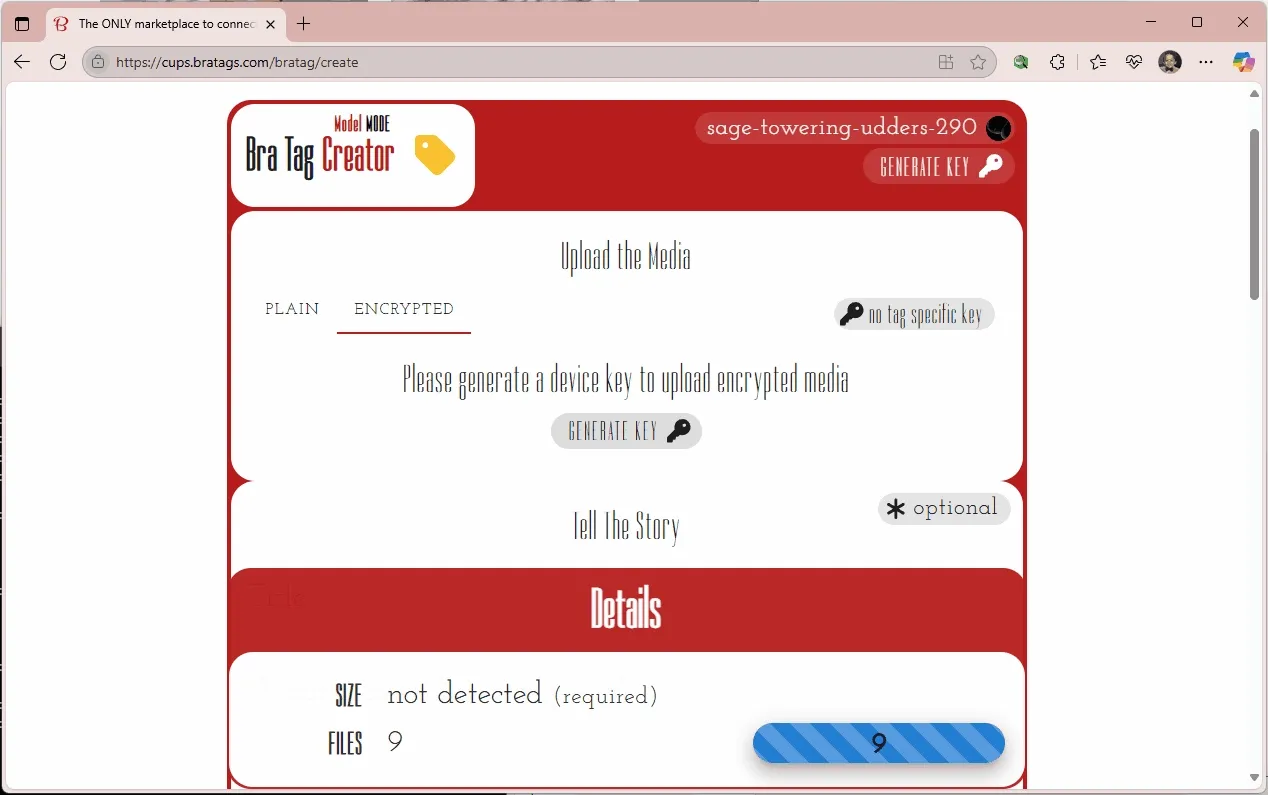 The ONLY marketplace to connec
https://cups.bratags.com/bratag/create
Model MODE
Bra Tag Creator
sage-towering-udders-290
GENERATE KEY
Upload the Media
PLAIN
ENCRYPTED
no tag specific key
Please generate a device key to upload encrypted media
GENERATE KEY
optional
Tell The Story
Title
Details
SIZE not detected (required)
FILES 9
9